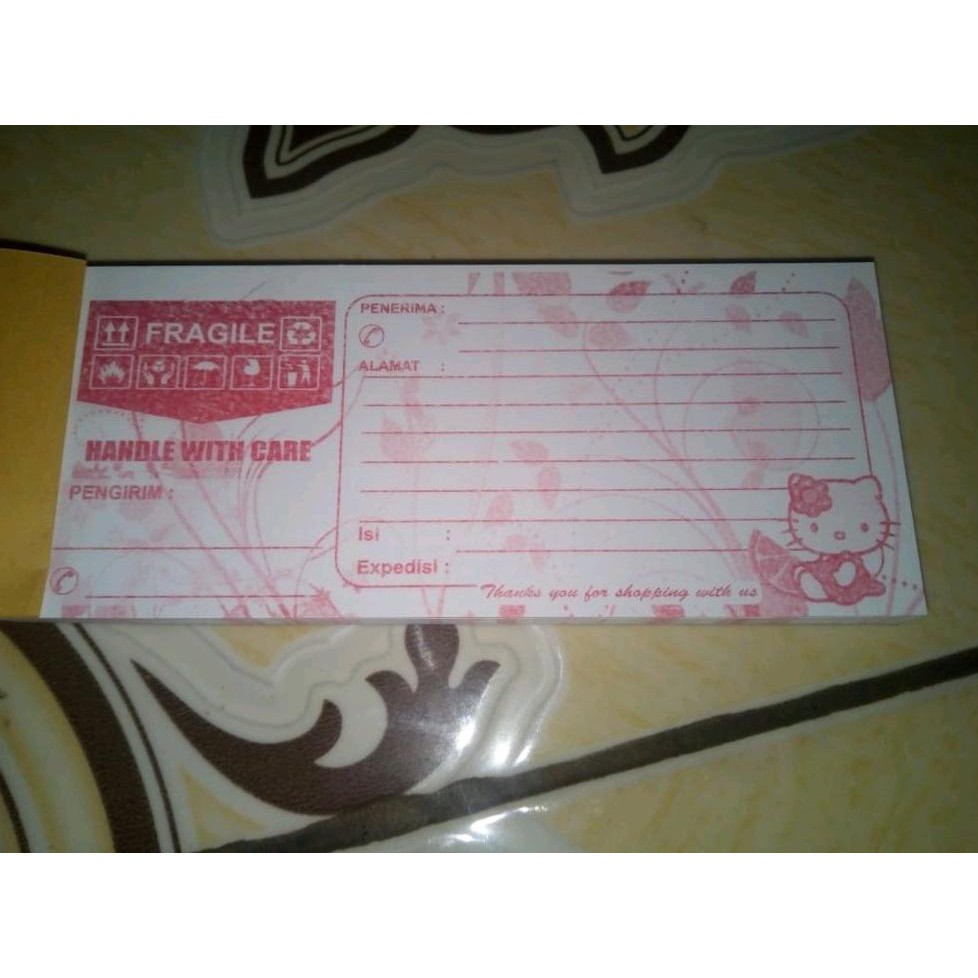 FRAGILE
HANDLE WITH CARE
PENGIRIM :
PENERIMA :
ALAMAT :
Isi :
Expedisi :
Thanks you for shopping with us